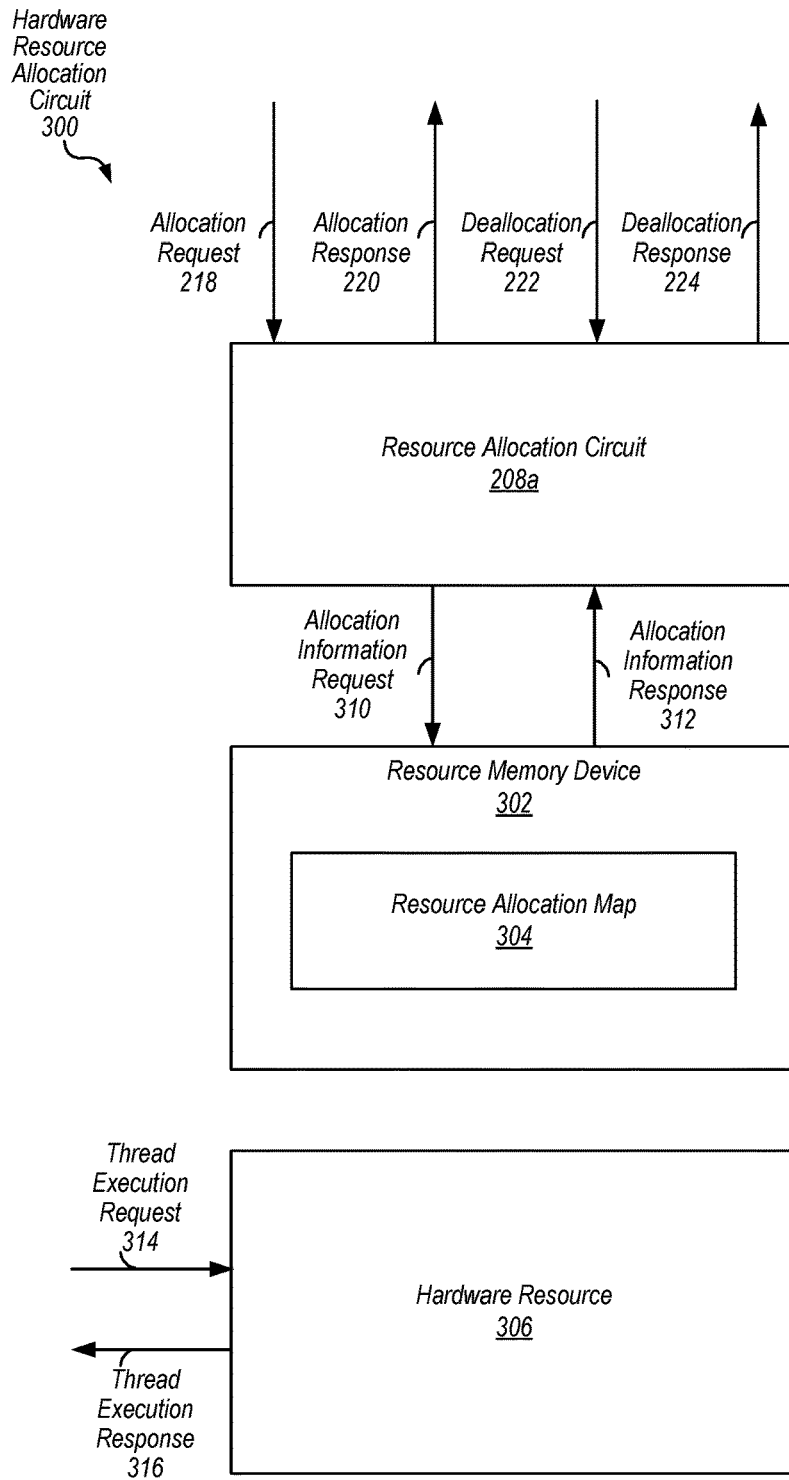 Hardware
Resource
Allocation
Circuit
300
Allocation
Request
218
Allocation
Response
220
Deallocation
Request
222
Deallocation
Response
224
Resource Allocation Circuit
208a
Allocation
Information
Request
310
Allocation
Information
Response
312
Resource Memory Device
302
Resource Allocation Map
304
Thread
Execution
Request
314
Hardware Resource
306
Thread
Execution
Response
316